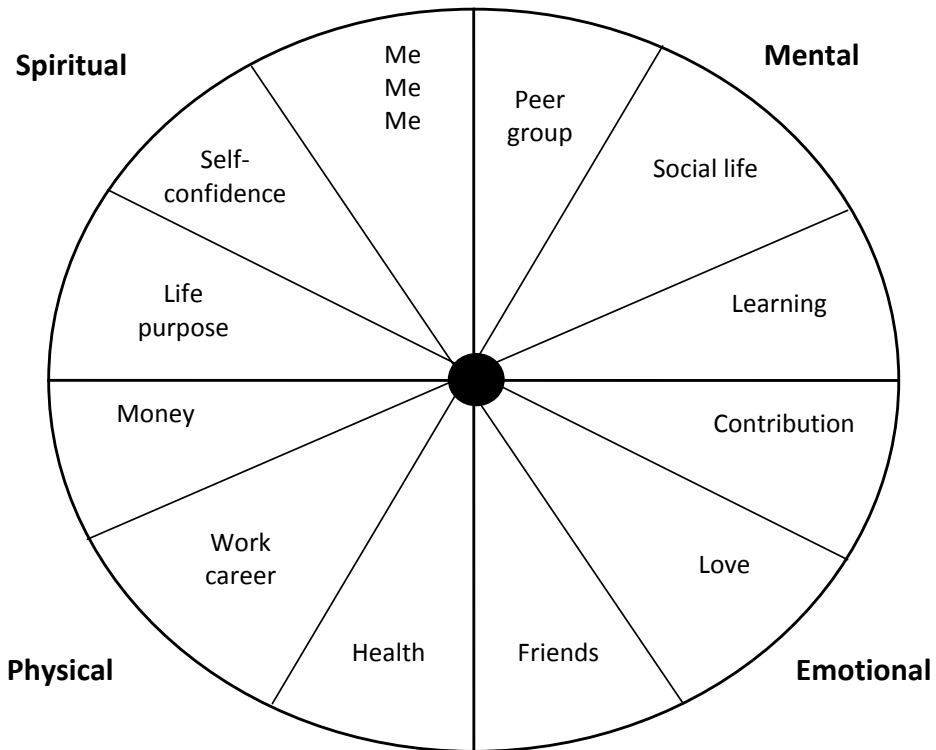 Spiritual
Mental
Me
Me
Me
Peer
group
Self-
confidence
Social life
Life
purpose
Learning
Money
Contribution
Work
career
Love
Health
Friends
Physical
Emotional